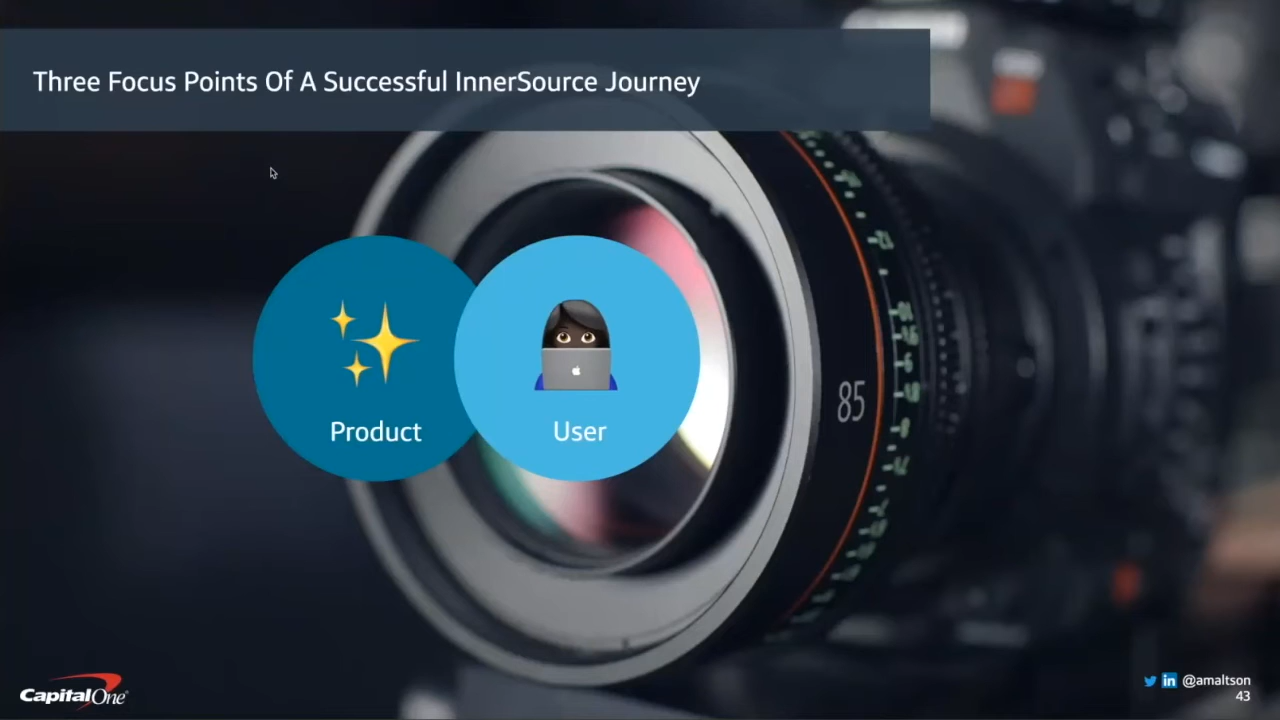 Three Focus Points Of A Successful InnerSource Journey
Product
User
85
CapitalOne
@amaltson
43